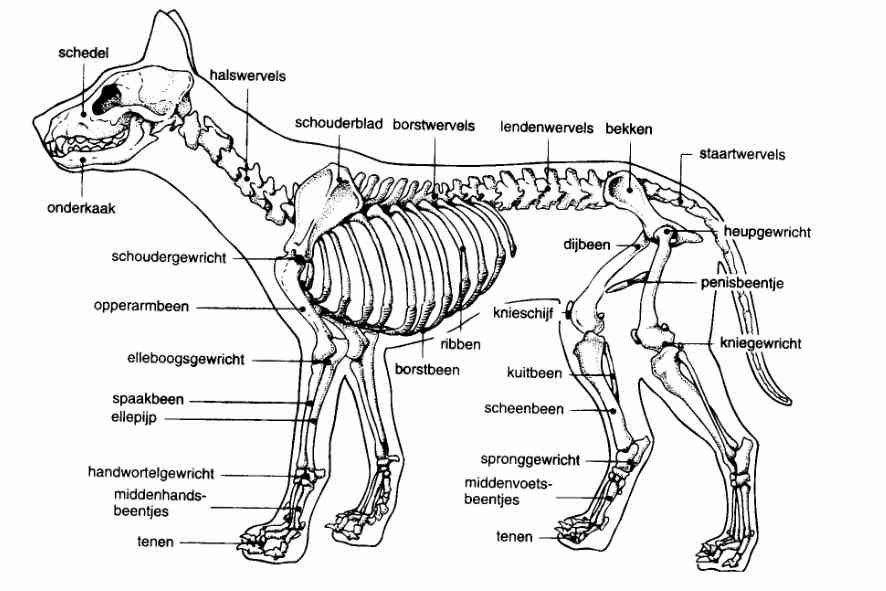 schedel
halswervels
schouderblad
borstwervels
lendenwervels
bekken
staartwervels
onderkaak
heupgewricht
dijbeen
schoudergewricht
penisbeentje
opperarmbeen
knieschijf
ribben
kniegewricht
elleboogsgewricht
borstbeen
kuitbeen
spaakbeen
scheenbeen
ellepijp
spronggewricht
handwortelgewricht
middenvoets-
beentjes
middenhands-
beentjes
tenen
tenen